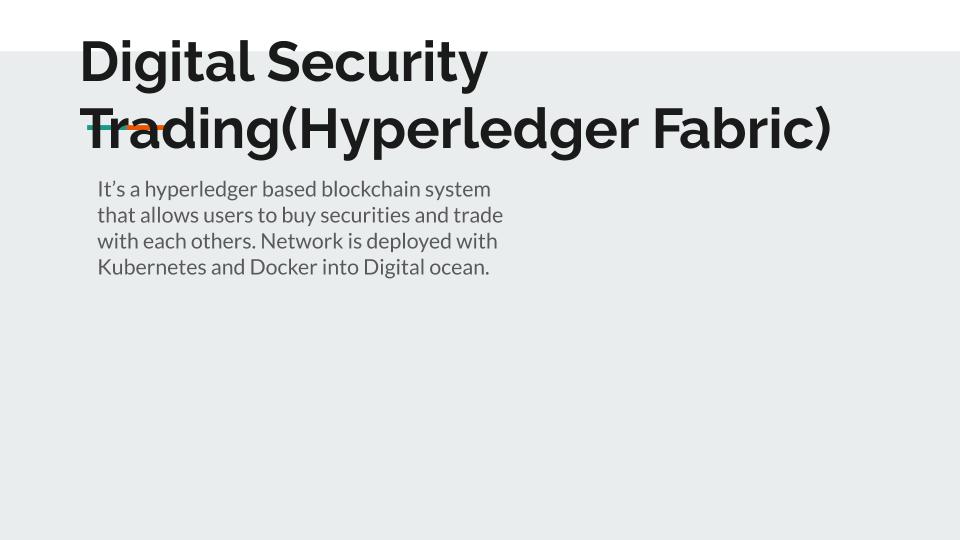 Digital Security
Trading(Hyperledger Fabric)
It’s a hyperledger based blockchain system
that allows users to buy securities and trade
with each others. Network is deployed with
Kubernetes and Docker into Digital ocean.